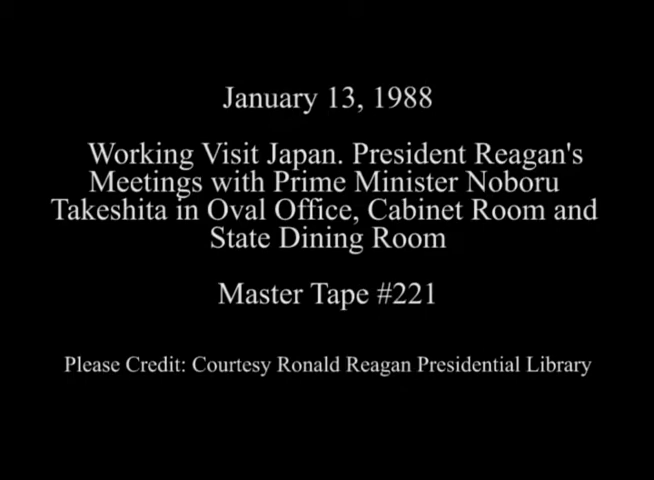 January 13, 1988
Working Visit Japan. President Reagan's
Meetings with Prime Minister Noboru
Takeshita in Oval Office, Cabinet Room and
State Dining Room
Master Tape #221
Please Credit: Courtesy Ronald Reagan Presidential Library